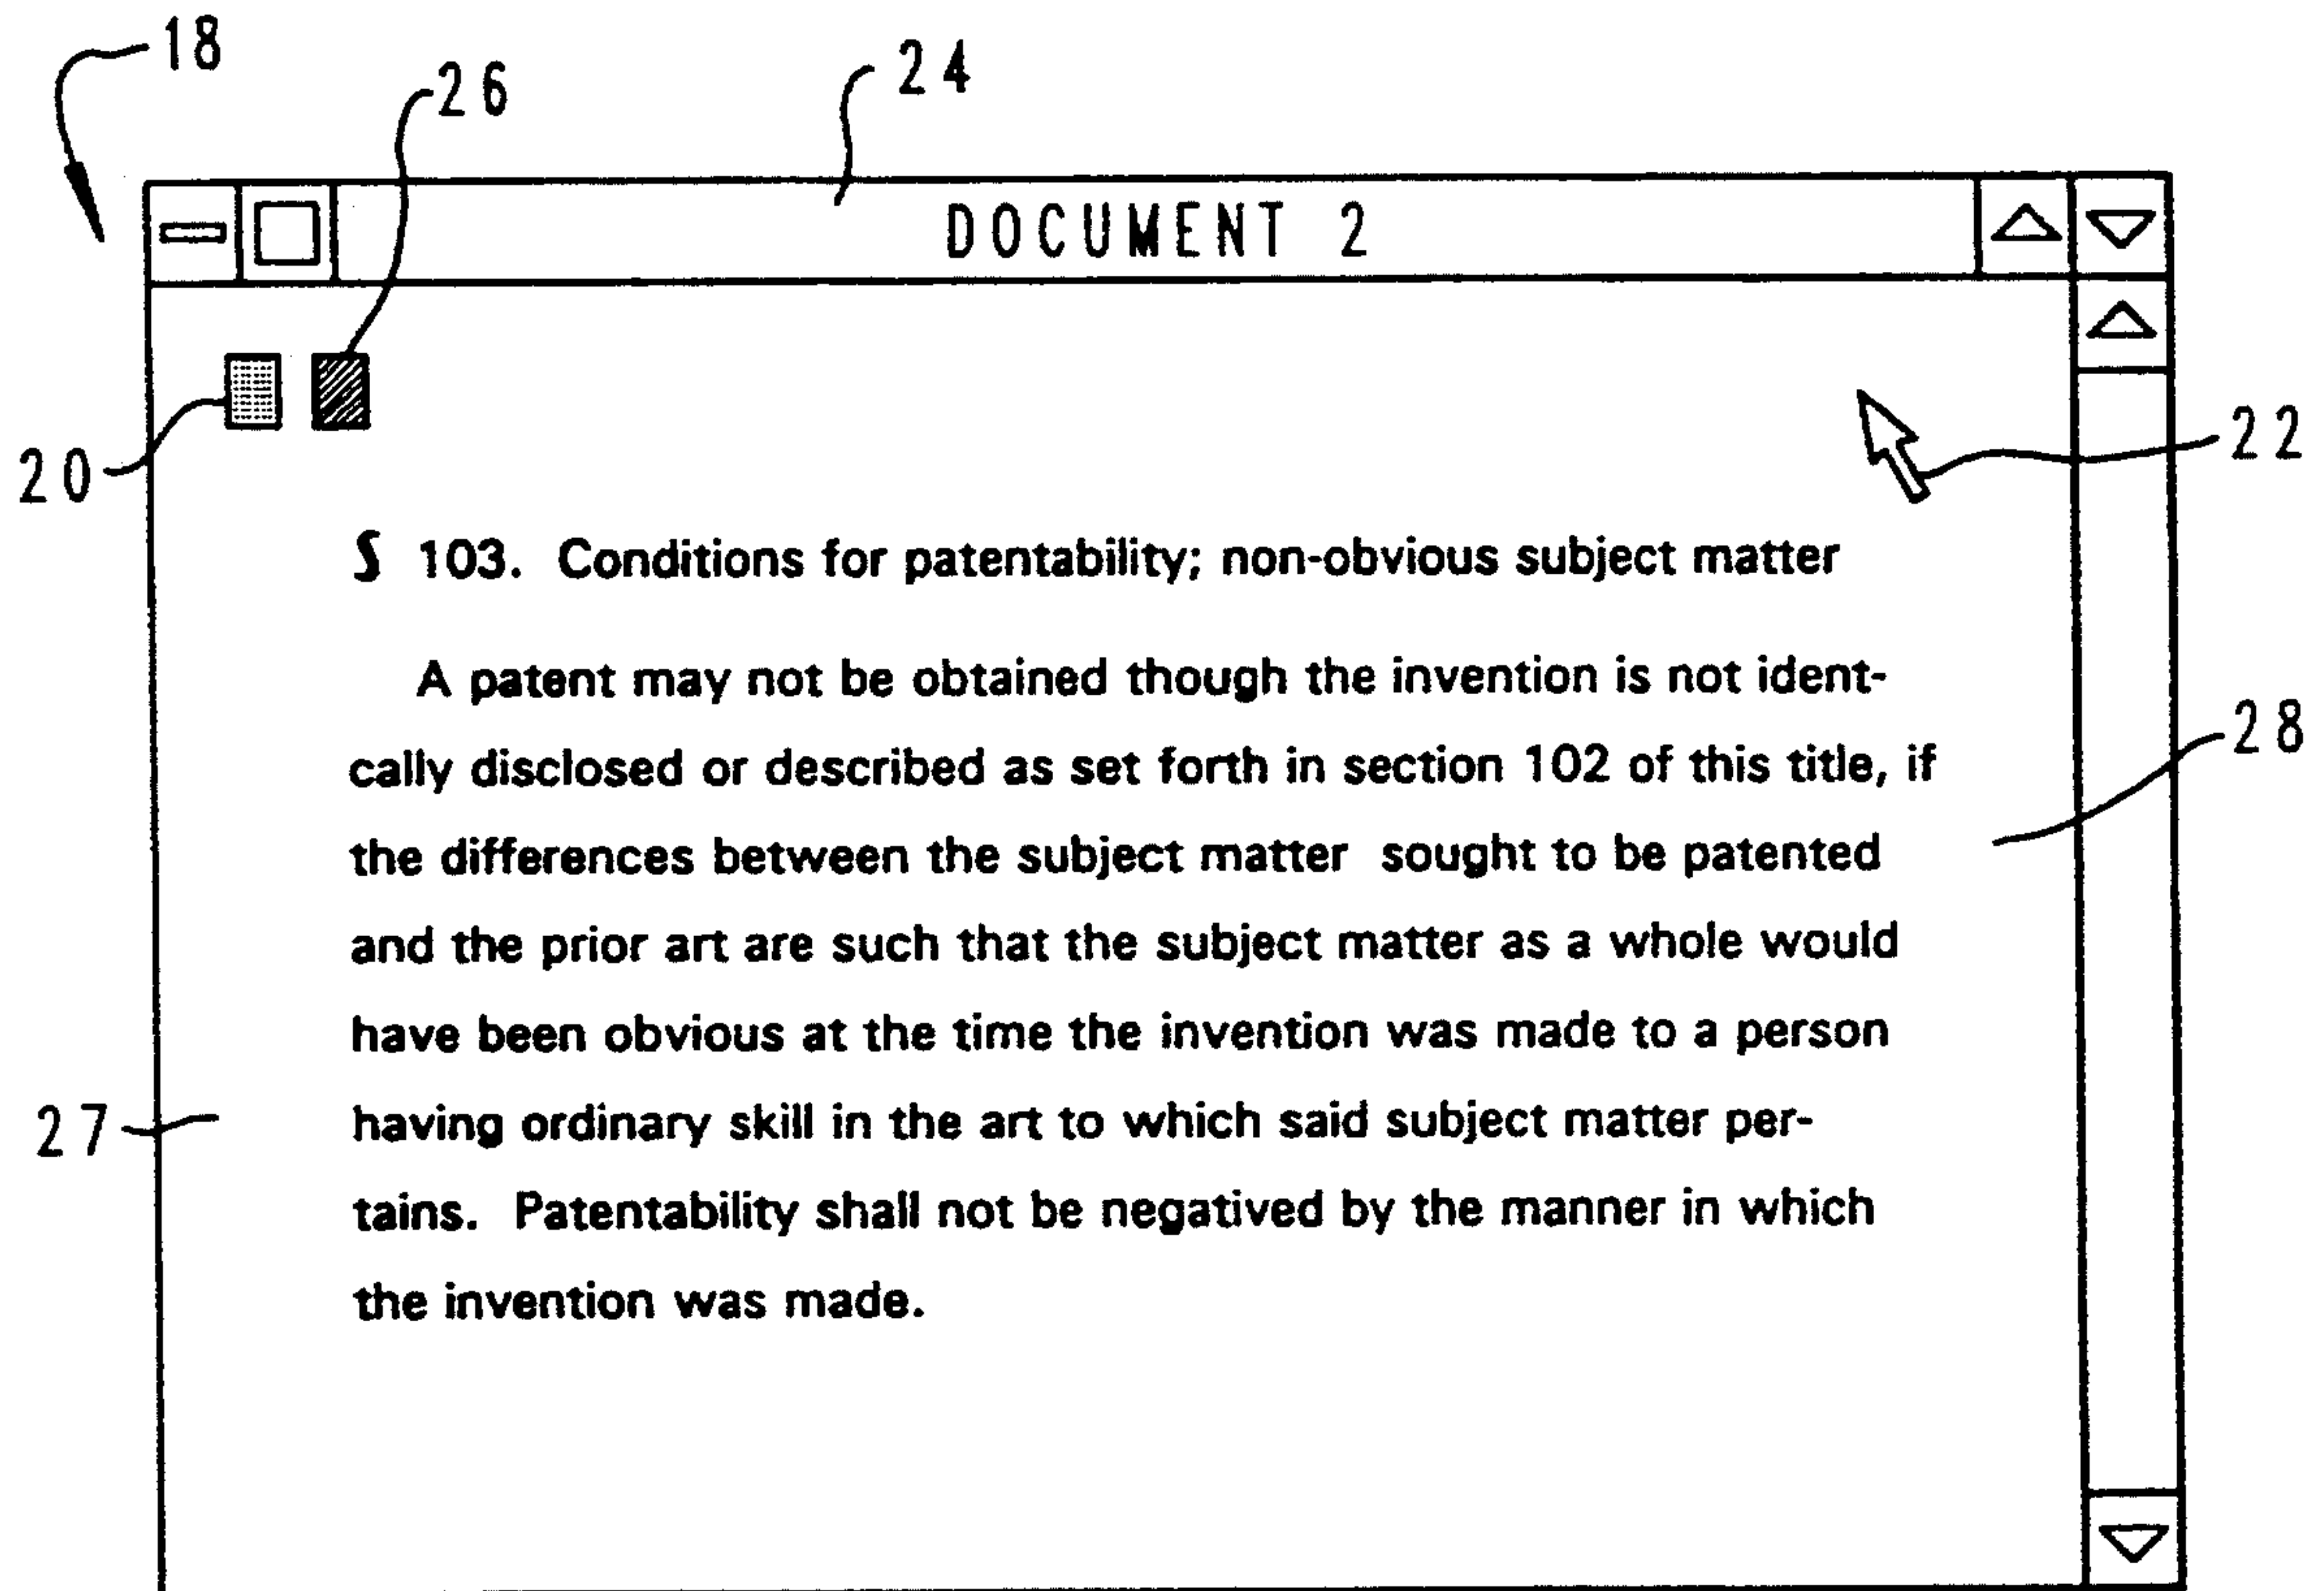 18
26
24
DOCUMENT 2
20
22
S 103. Conditions for patentability; non-obvious subject matter
A patent may not be obtained though the invention is not ident-
cally disclosed or described as set forth in section 102 of this title, if
28
the differences between the subject matter sought to be patented
and the prior art are such that the subject matter as a whole would
have been obvious at the time the invention was made to a person
27
having ordinary skill in the art to which said subject matter per-
tains. Patentability shall not be negatived by the manner in which
the invention was made.